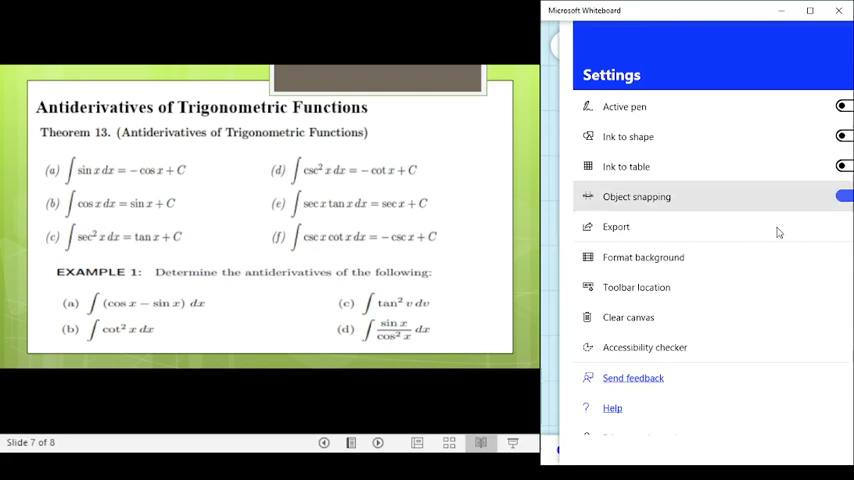 Microsoft Whiteboard
Settings
Active pen
Ink to shape
Ink to table
Object snapping
Export
Format background
Toolbar location
Clear canvas
Accessibility checker
Send feedback
Help
Antiderivatives of Trigonometric Functions
Theorem 13. (Antiderivatives of Trigonometric Functions)
(a) ∫ sin x dx = − cos x + C
(b) ∫ cos x dx = sin x + C
(c) ∫ sec² x dx = tan x + C
(d) ∫ csc² x dx = − cot x + C
(e) ∫ sec x tan x dx = sec x + C
(f) ∫ csc x cot x dx = − csc x + C
EXAMPLE 1: Determine the antiderivatives of the following:
(a) ∫ (cos x − sin x) dx
(b) ∫ cot² x dx
(c) ∫ tan² v dv
(d) ∫ sin x / cos² x dx
Slide 7 of 8